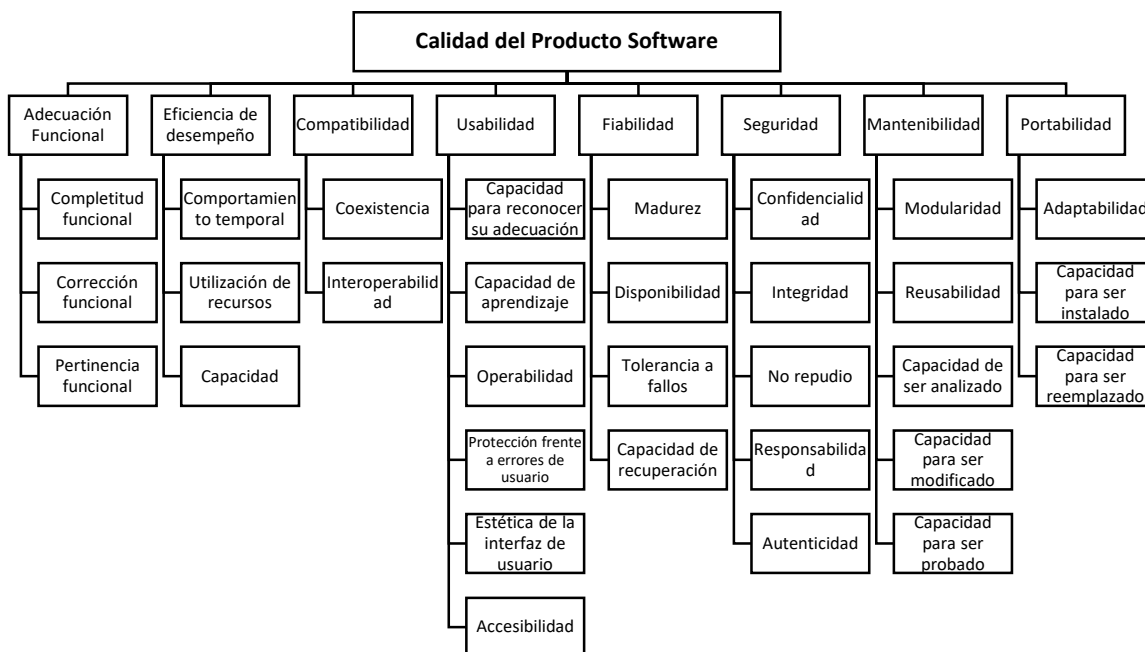 Calidad del Producto Software
Adecuación
Funcional
Completitud
funcional
Corrección
funcional
Pertinencia
funcional
Eficiencia de
desempeño
Comportamie
nto temporal
Utilización de
recursos
Capacidad
Compatibilidad
Coexistencia
Interoperabilid
ad
Usabilidad
Capacidad
para reconocer
su adecuación
Capacidad de
aprendizaje
Operabilidad
Protección frente
a errores de
usuario
Estética de la
interfaz de
usuario
Accesibilidad
Fiabilidad
Madurez
Disponibilidad
Tolerancia a
fallos
Capacidad de
recuperación
Seguridad
Confidencialid
ad
Integridad
No repudio
Responsabilida
d
Autenticidad
Mantenibilidad
Modularidad
Reusabilidad
Capacidad de
ser analizado
Capacidad
para ser
modificado
Capacidad
para ser
probado
Portabilidad
Adaptabilidad
Capacidad
para ser
instalado
Capacidad
para ser
reemplazado